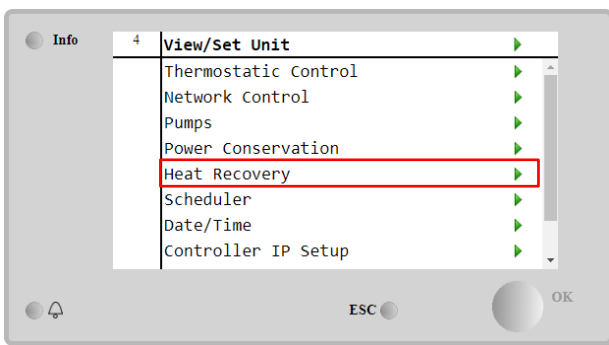 Info
4 View/Set Unit
Thermostatic Control
Network Control
Pumps
Power Conservation
Heat Recovery
Scheduler
Date/Time
Controller IP Setup
ESC
OK